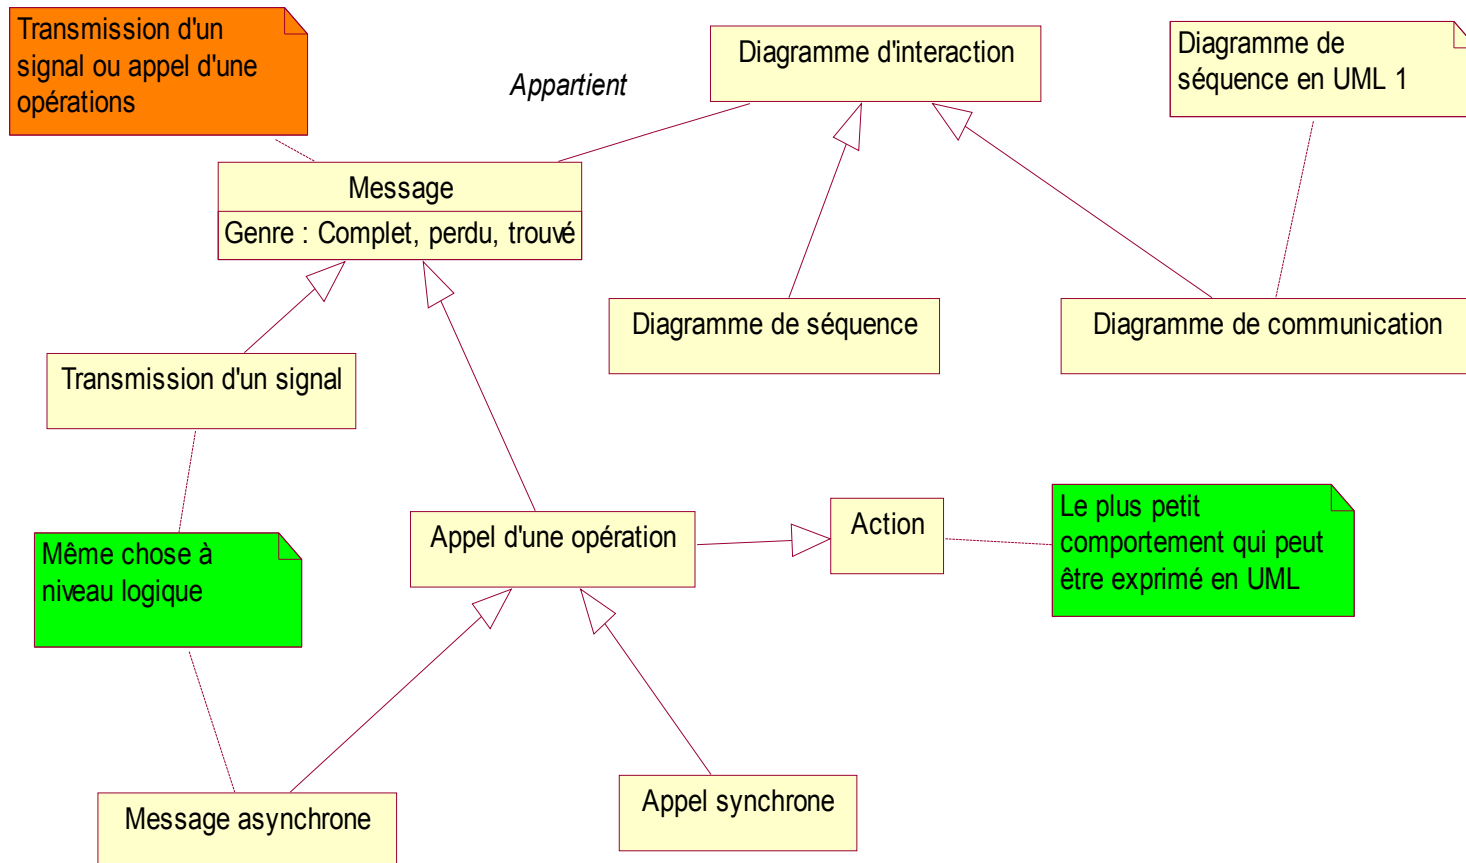 Transmission d'un
signal ou appel d'une
opérations
Appartient
Diagramme d'interaction
Diagramme de
séquence en UML 1
Message
Genre : Complet, perdu, trouvé
Diagramme de séquence
Diagramme de communication
Transmission d'un signal
Appel d'une opération
Action
Le plus petit
comportement qui peut
être exprimé en UML
Même chose à
niveau logique
Message asynchrone
Appel synchrone